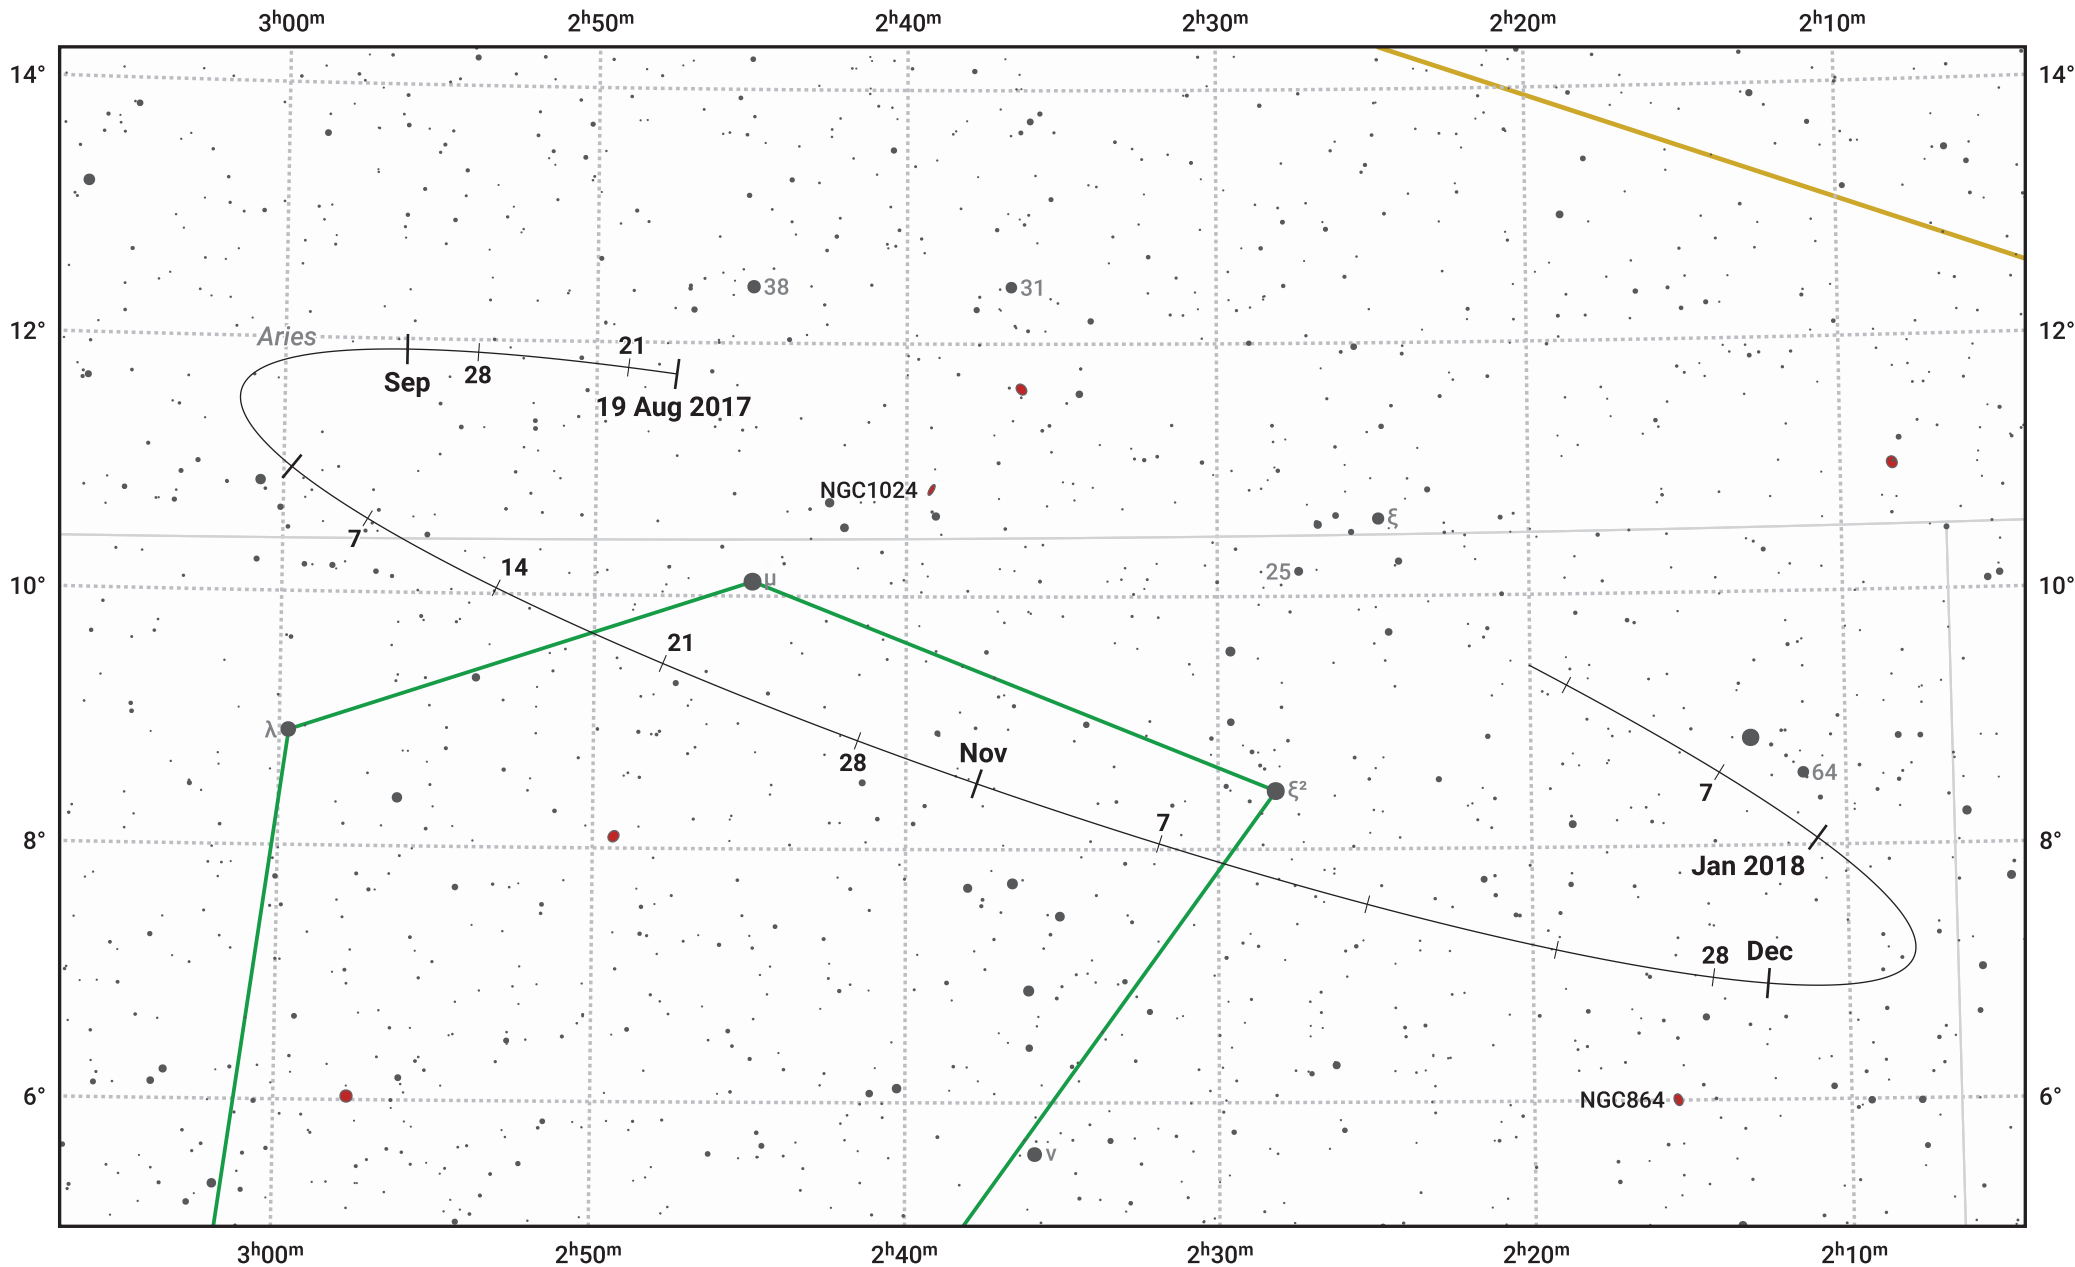 3h00m 2h50m 2h40m 2h30m 2h20m 2h10m
14° 14°
38 31
12° 12°
Aries
21
Sep 28
19 Aug 2017
NGC1024
ξ
7
14 25
10° μ 10°
21
λ
Nov
28 64
ξ² 7
7
8° 8°
Jan 2018
28 Dec
6° NGC864 6°
ν
3h00m 2h50m 2h40m 2h30m 2h20m 2h10m